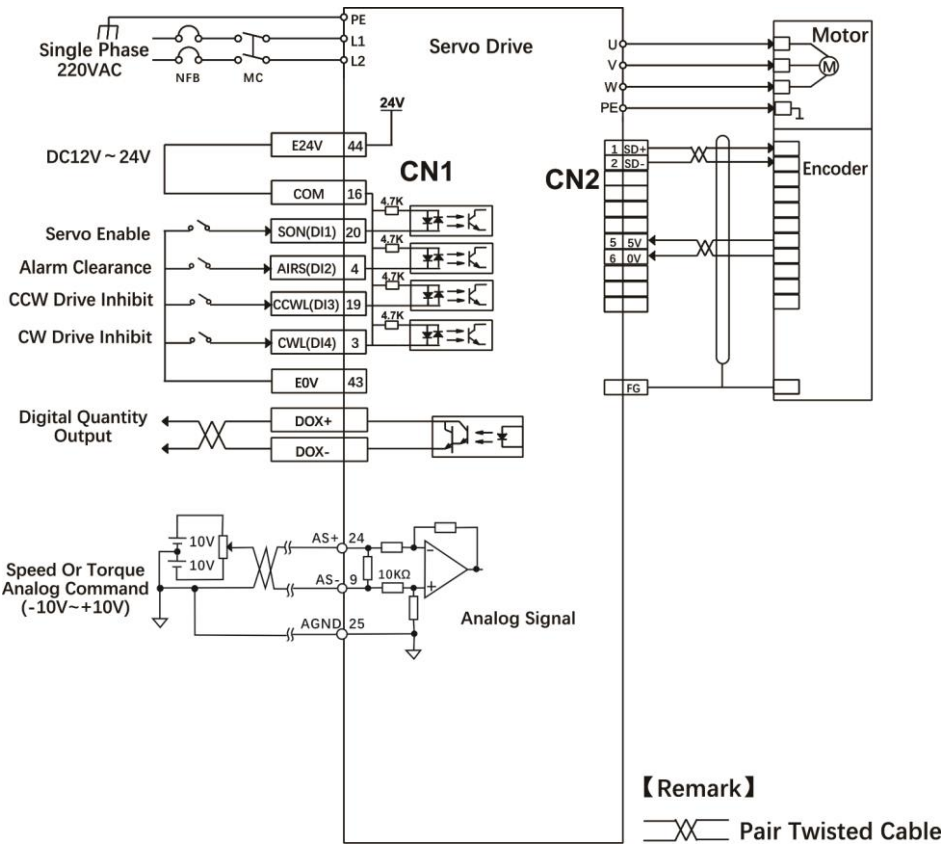 PE
L1
L2
Single Phase
220VAC
NFB
MC
Servo Drive
U
V
W
PE
Motor
M
24V
DC12V~24V
E24V 44
COM 16
CN1
CN2
1 SD+
2 SD-
Encoder
4.7K
Servo Enable
SON(DI1) 20
4.7K
Alarm Clearance
AIRS(DI2) 4
4.7K
CCW Drive Inhibit
CCWL(DI3) 19
4.7K
CW Drive Inhibit
CWL(DI4) 3
5 5V
6 0V
E0V 43
FG
Digital Quantity
Output
DOX+
DOX-
10V
10V
Speed Or Torque
Analog Command
(-10V~+10V)
AS+ 24
AS- 9
10KΩ
AGND 25
-
+
Analog Signal
【Remark】
Pair Twisted Cable